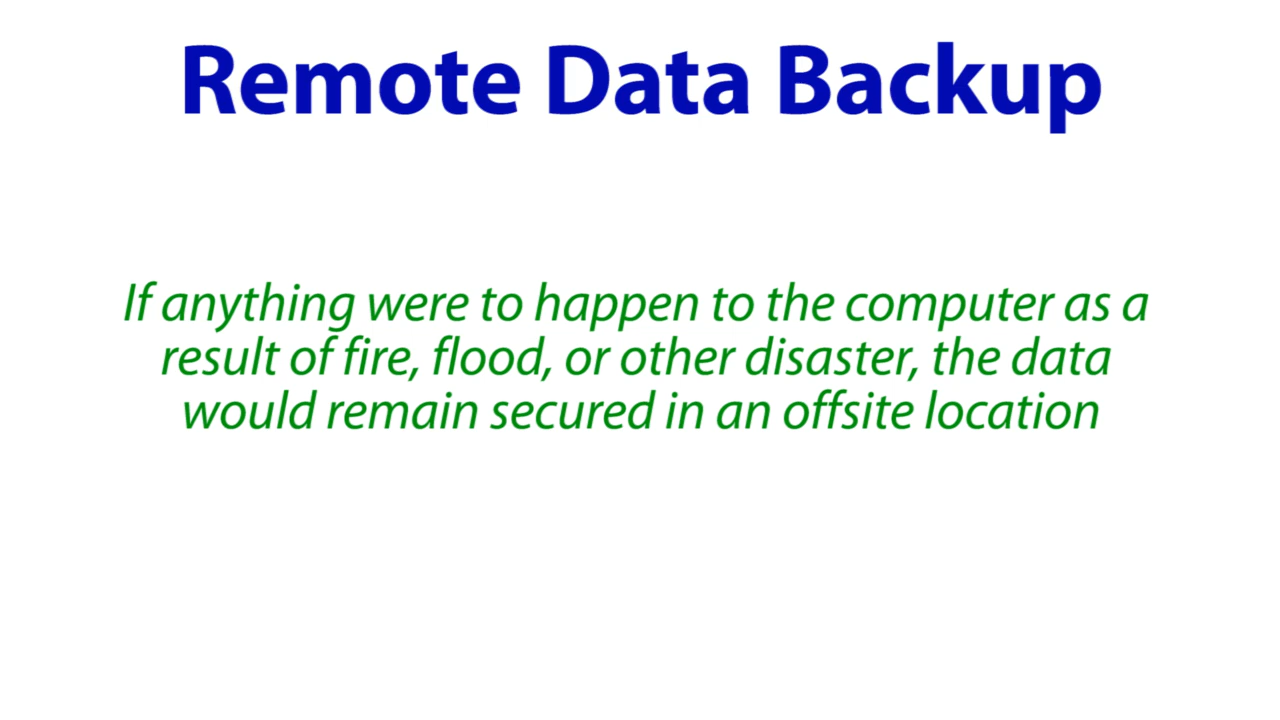 Remote Data Backup
If anything were to happen to the computer as a
result of fire, flood, or other disaster, the data
would remain secured in an offsite location